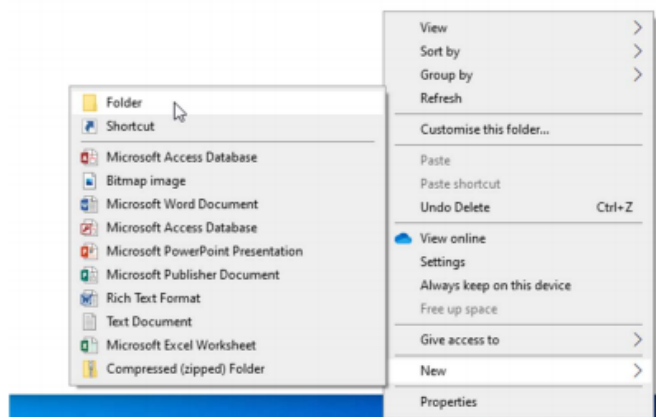 View
Sort by
Group by
Refresh
Customise this folder...
Paste
Paste shortcut
Undo Delete Ctrl+Z
View online
Settings
Always keep on this device
Free up space
Give access to
New
Properties
Folder
Shortcut
Microsoft Access Database
Bitmap image
Microsoft Word Document
Microsoft Access Database
Microsoft PowerPoint Presentation
Microsoft Publisher Document
Rich Text Format
Text Document
Microsoft Excel Worksheet
Compressed (zipped) Folder